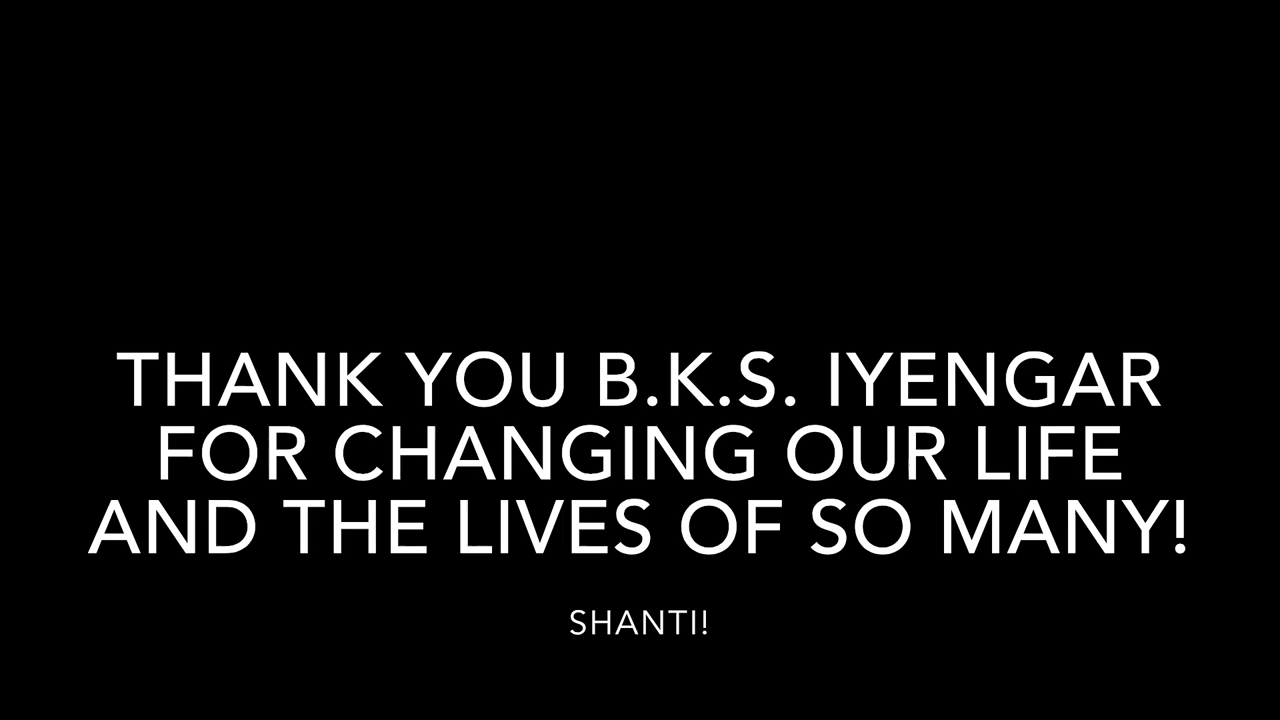 THANK YOU B.K.S. IYENGAR
FOR CHANGING OUR LIFE
AND THE LIVES OF SO MANY!
SHANTI!